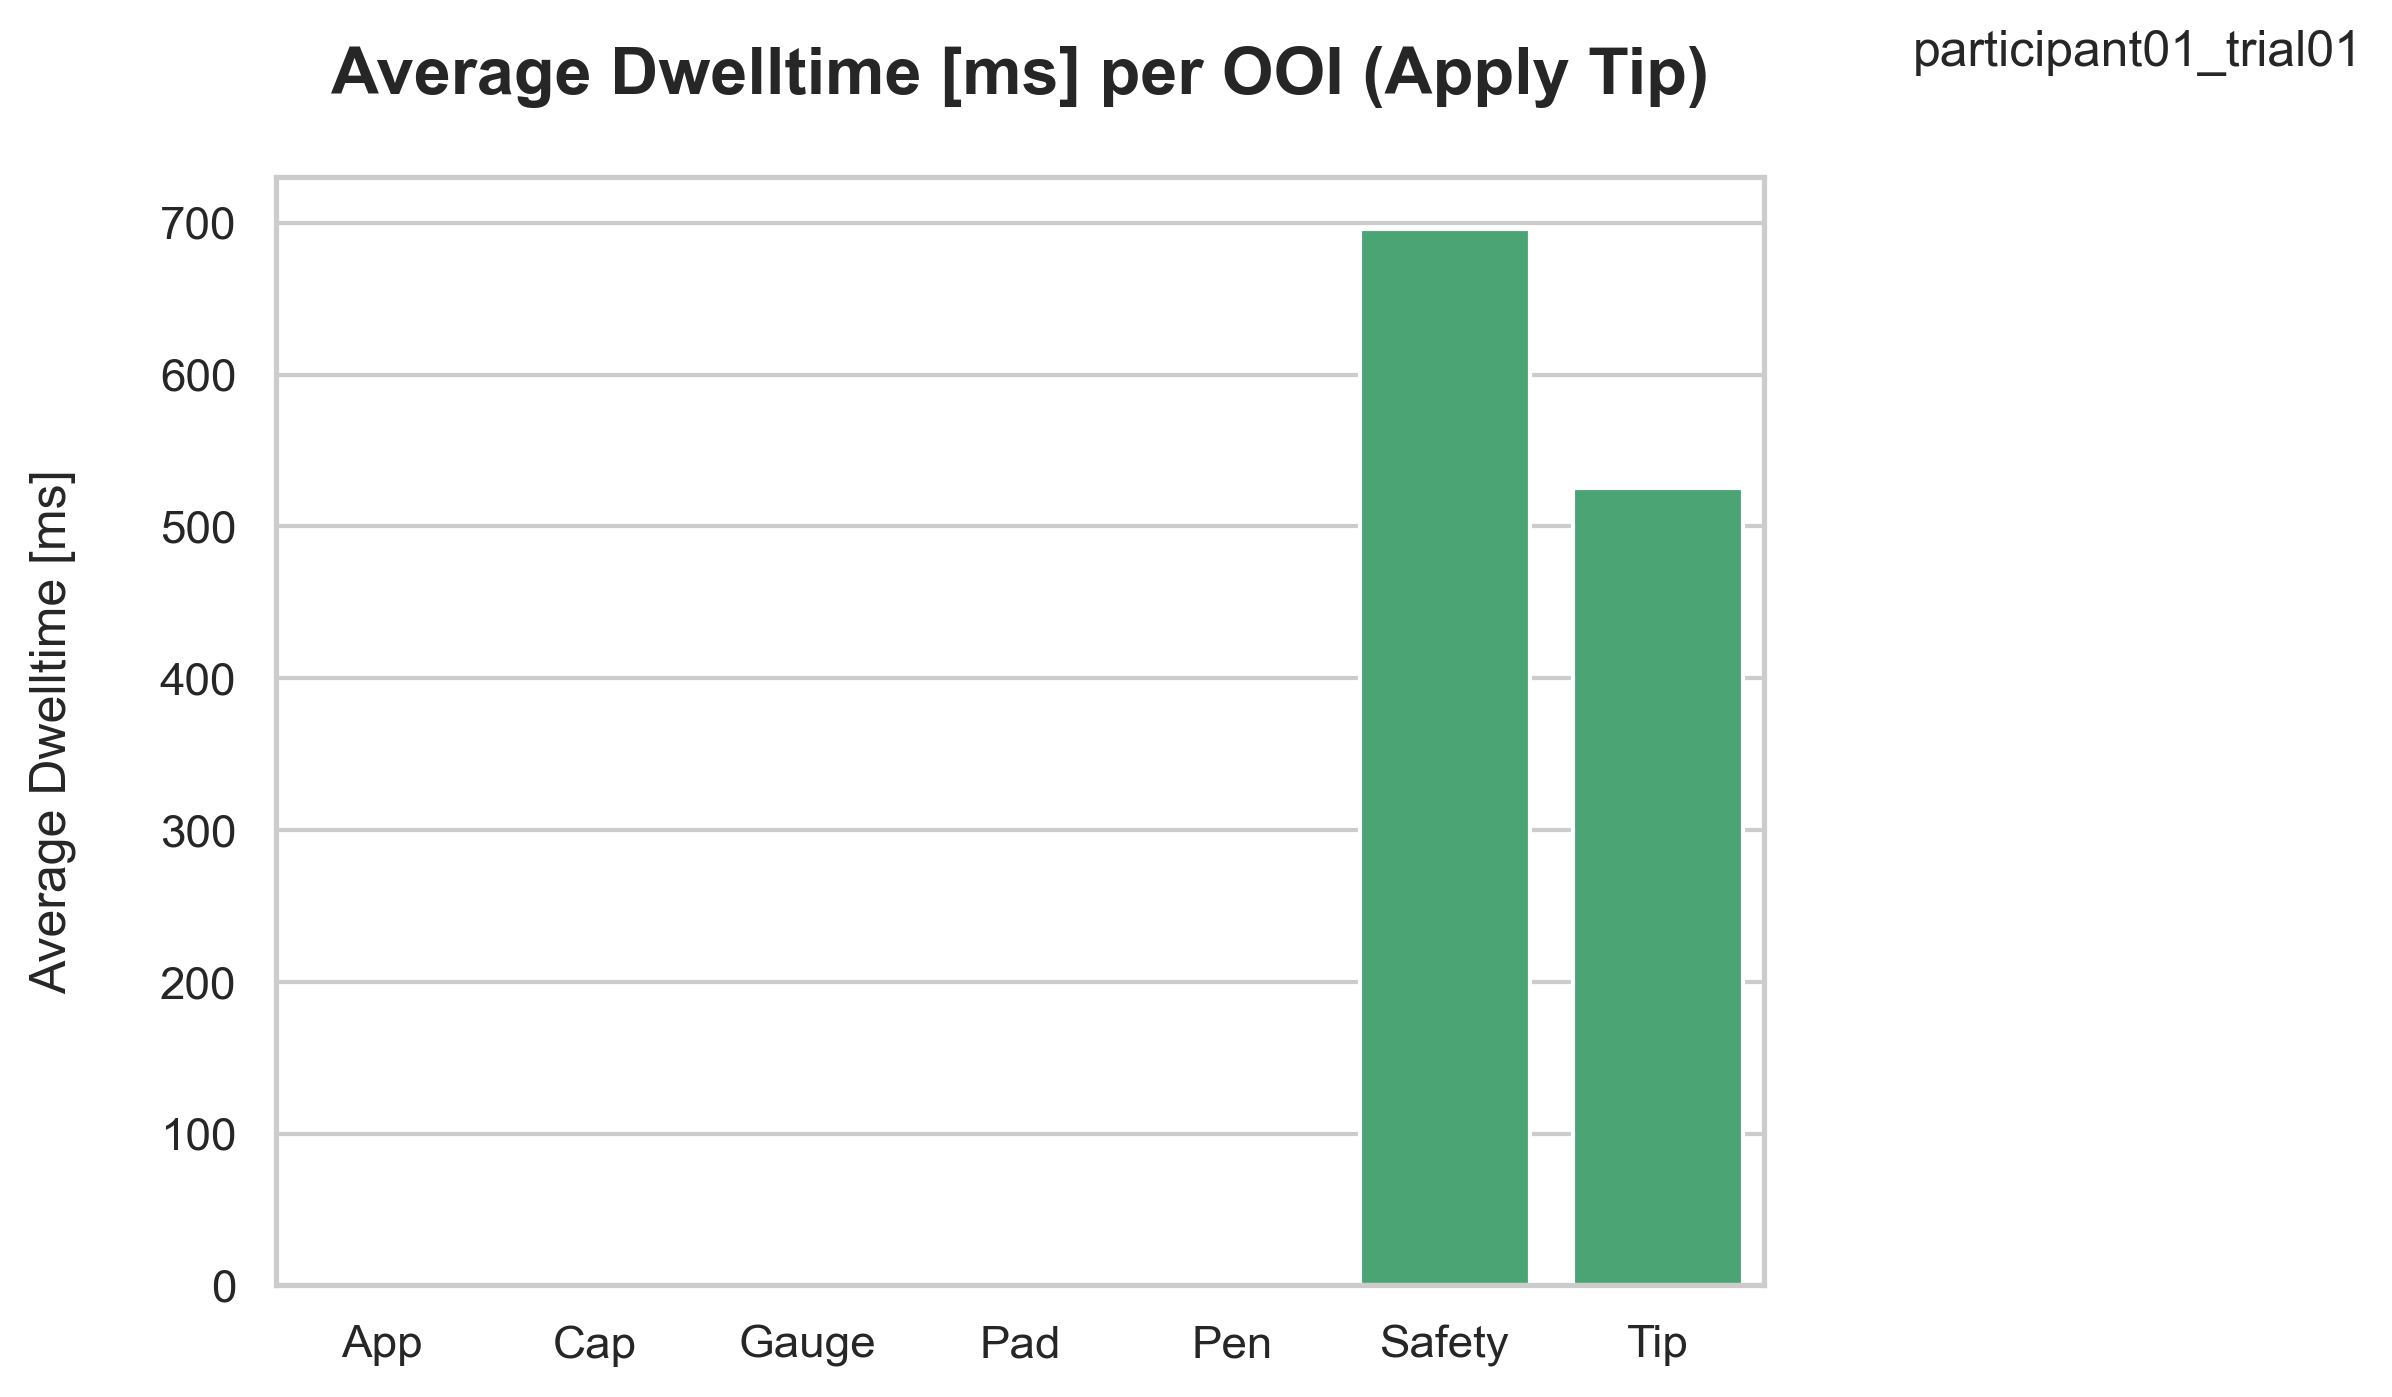 participant01_trial01
Average Dwelltime [ms] per OOI (Apply Tip)
Average Dwelltime [ms]
700
600
500
400
300
200
100
0
App Cap Gauge Pad Pen Safety Tip